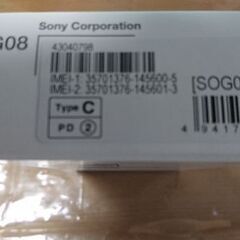 G08
Sony Corporation
43040798
IMEI-1: 35701376-145600-5
IMEI-2: 35701376-145601-3
[SOG0
Type C
PD 2
4 9417